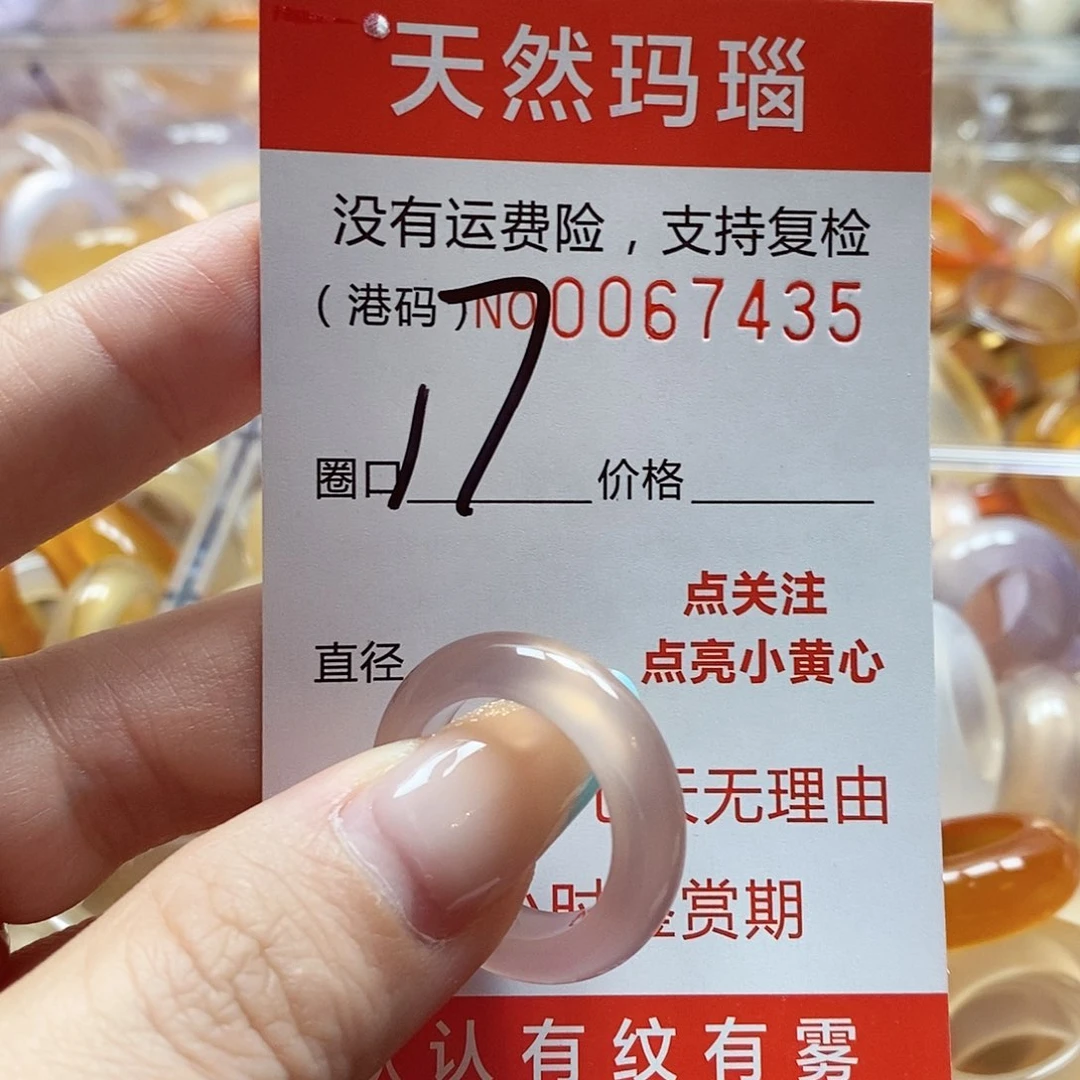 天然玛瑙
没有运费险，支持复检
（港码）No0067435
17
圈口 价格
点关注
直径 点亮小黄心
天无理由
时 赏期
认有纹有雾